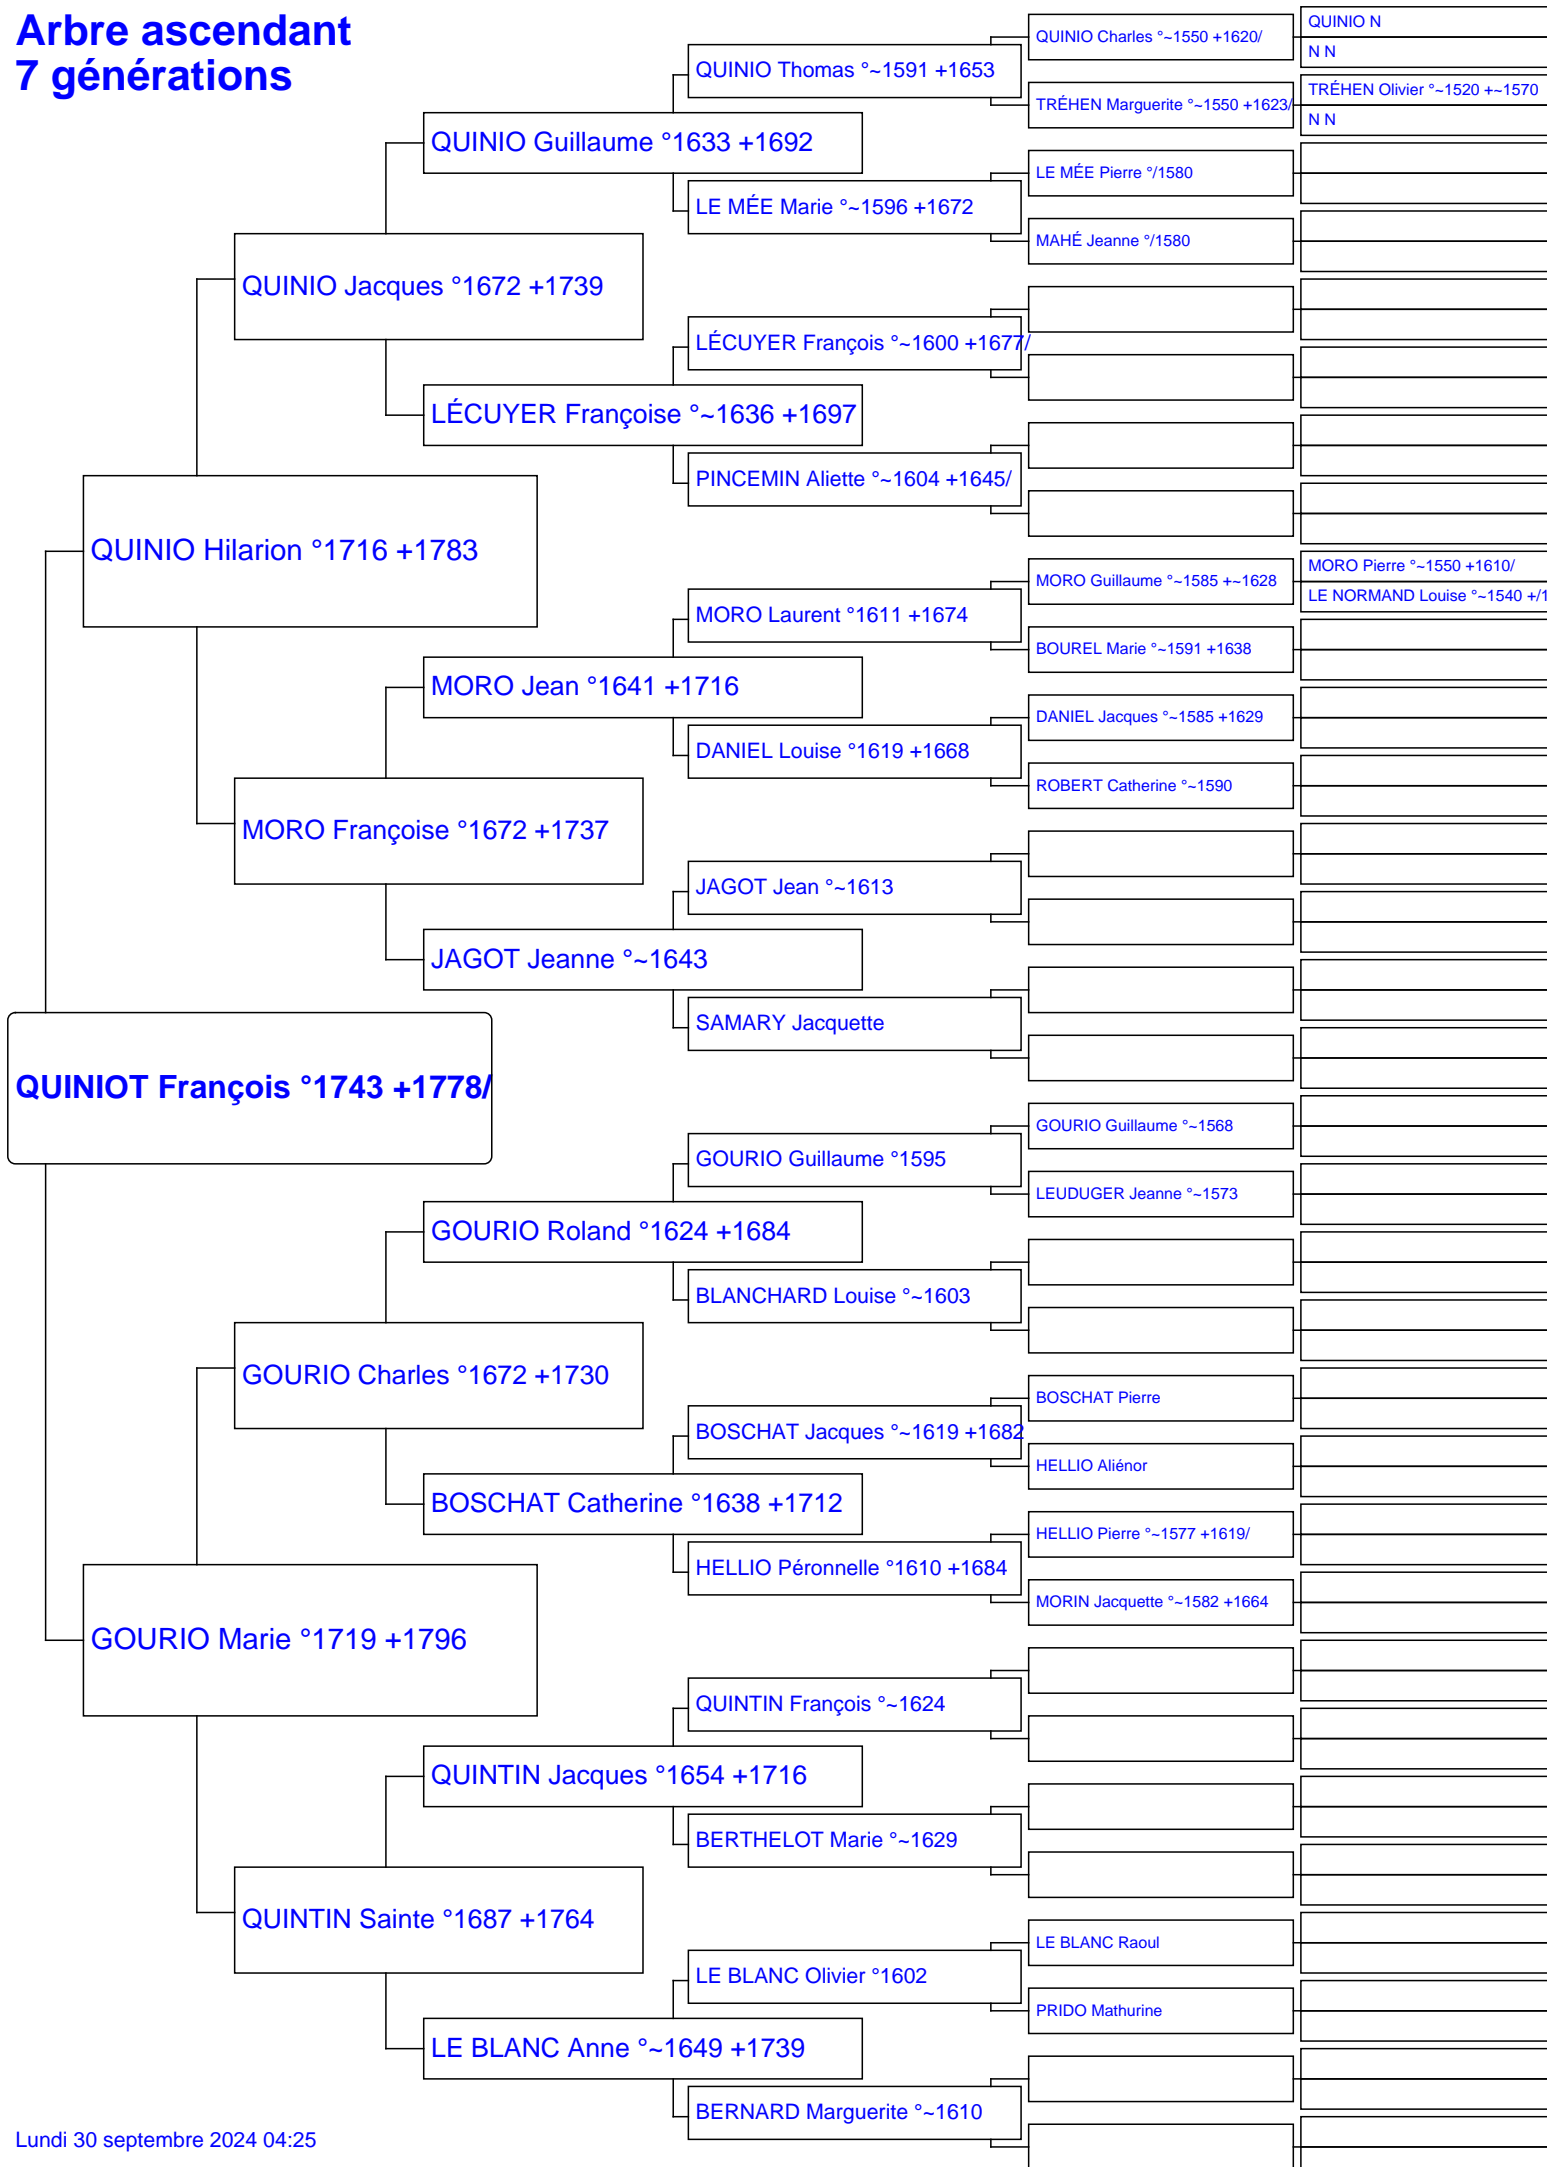 Arbre ascendant
7 générations
QUINIO N
QUINIO Charles °~1550 +1620/
N N
QUINIO Thomas °~1591 +1653
TRÉHEN Olivier °~1520 +~1570
TRÉHEN Marguerite °~1550 +1623/
N N
QUINIO Guillaume °1633 +1692
LE MÉE Pierre °/1580
LE MÉE Marie °~1596 +1672
MAHÉ Jeanne °/1580
QUINIO Jacques °1672 +1739
LÉCUYER François °~1600 +1677/
LÉCUYER Françoise °~1636 +1697
PINCEMIN Aliette °~1604 +1645/
QUINIO Hilarion °1716 +1783
MORO Pierre °~1550 +1610/
MORO Guillaume °~1585 +~1628
LE NORMAND Louise °~1540 +/1
MORO Laurent °1611 +1674
BOUREL Marie °~1591 +1638
MORO Jean °1641 +1716
DANIEL Jacques °~1585 +1629
DANIEL Louise °1619 +1668
ROBERT Catherine °~1590
MORO Françoise °1672 +1737
JAGOT Jean °~1613
JAGOT Jeanne °~1643
SAMARY Jacquette
QUINIOT François °1743 +1778/
GOURIO Guillaume °~1568
GOURIO Guillaume °1595
LEUDUGER Jeanne °~1573
GOURIO Roland °1624 +1684
BLANCHARD Louise °~1603
GOURIO Charles °1672 +1730
BOSCHAT Pierre
BOSCHAT Jacques °~1619 +1682
HELLIO Aliénor
BOSCHAT Catherine °1638 +1712
HELLIO Pierre °~1577 +1619/
HELLIO Péronnelle °1610 +1684
MORIN Jacquette °~1582 +1664
GOURIO Marie °1719 +1796
QUINTIN François °~1624
QUINTIN Jacques °1654 +1716
BERTHELOT Marie °~1629
QUINTIN Sainte °1687 +1764
LE BLANC Raoul
LE BLANC Olivier °1602
PRIDO Mathurine
LE BLANC Anne °~1649 +1739
BERNARD Marguerite °~1610
Lundi 30 septembre 2024 04:25